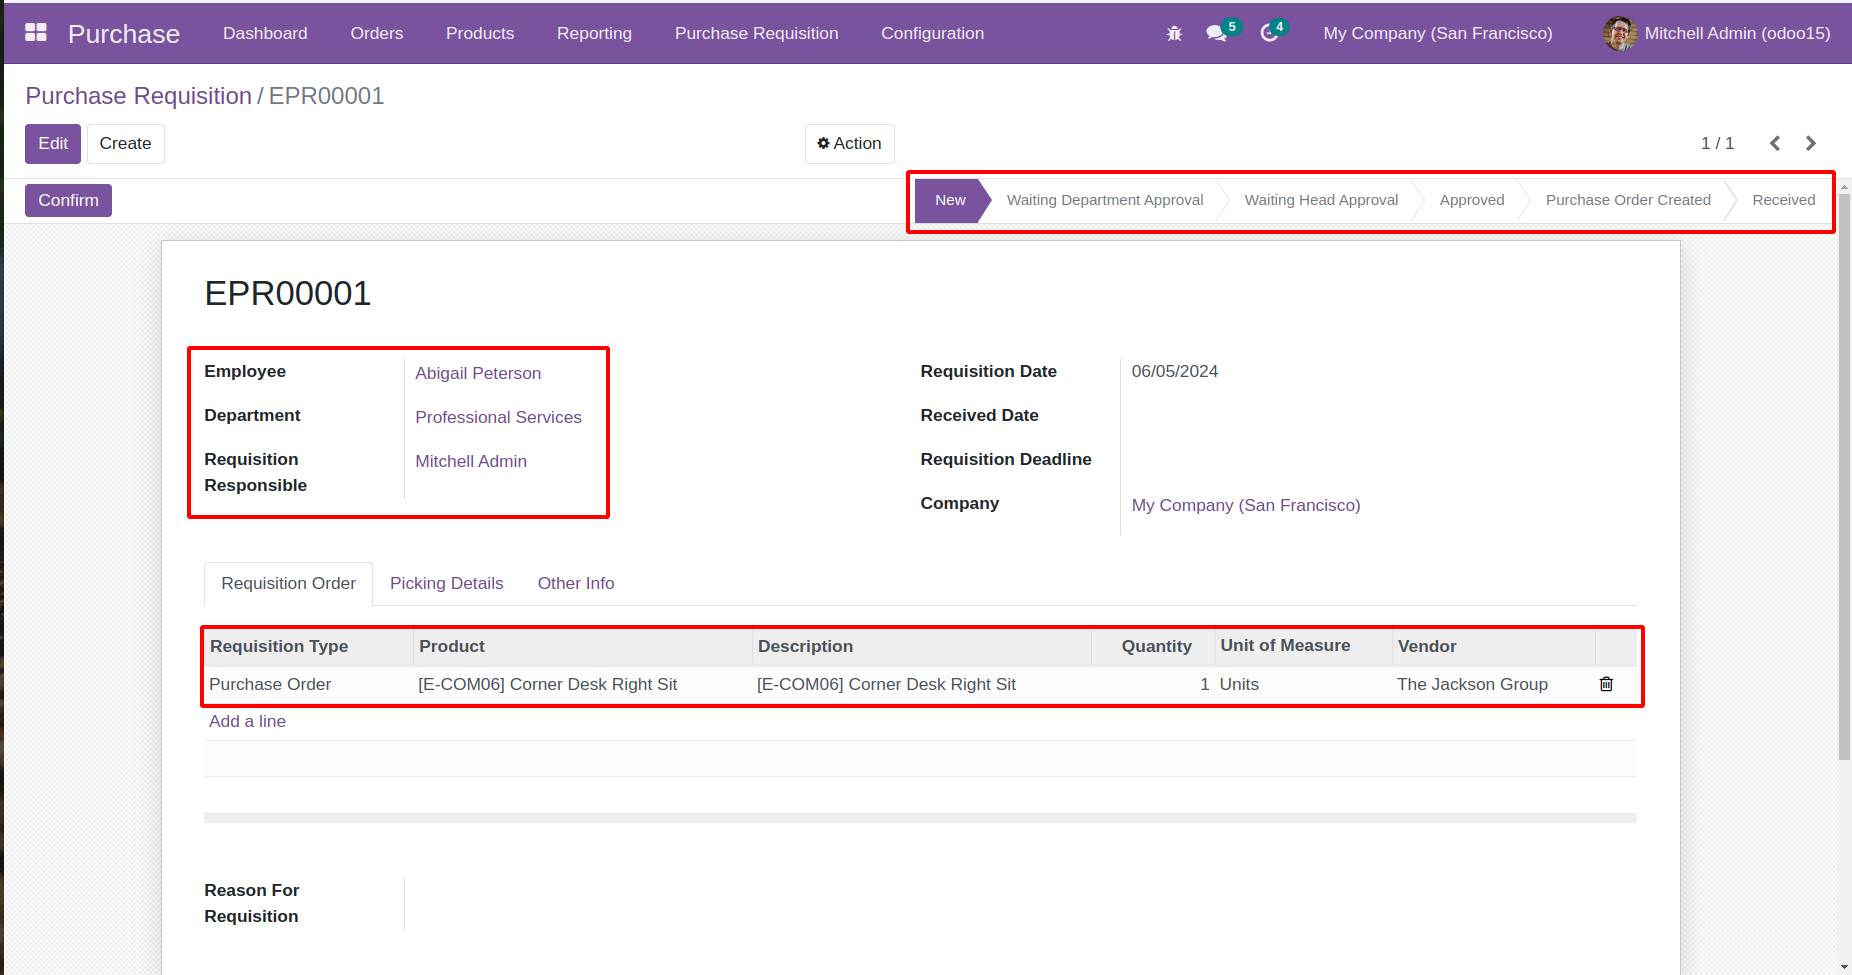 Purchase Dashboard Orders Products Reporting Purchase Requisition Configuration 5 4 My Company (San Francisco) Mitchell Admin (odoo15)
Purchase Requisition / EPR00001
Edit Create Action 1 / 1
Confirm New Waiting Department Approval Waiting Head Approval Approved Purchase Order Created Received
EPR00001
Employee Abigail Peterson
Department Professional Services
Requisition Responsible Mitchell Admin
Requisition Date 06/05/2024
Received Date
Requisition Deadline
Company My Company (San Francisco)
Requisition Order Picking Details Other Info
Requisition Type Product Description Quantity Unit of Measure Vendor
Purchase Order [E-COM06] Corner Desk Right Sit [E-COM06] Corner Desk Right Sit 1 Units The Jackson Group
Add a line
Reason For
Requisition